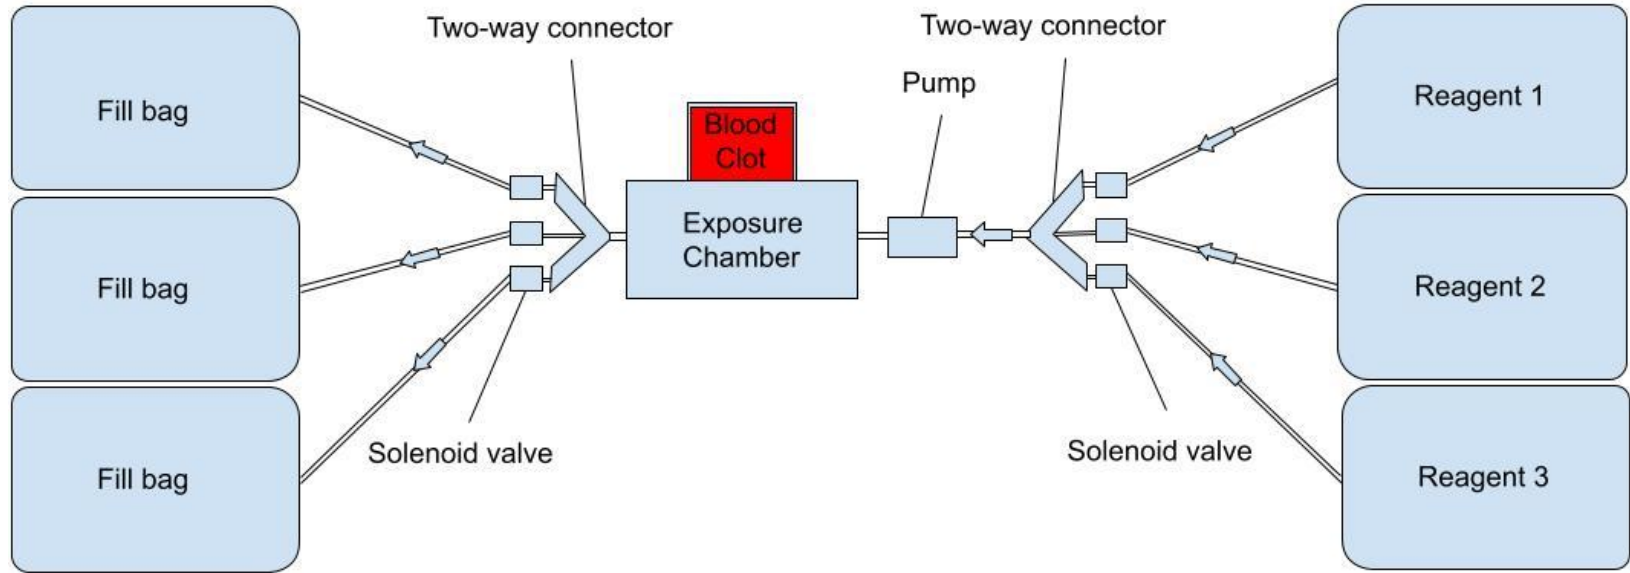 Two-way connector
Two-way connector
Pump
Fill bag
Blood
Clot
Reagent 1
Exposure
Chamber
Fill bag
Reagent 2
Solenoid valve
Solenoid valve
Fill bag
Reagent 3